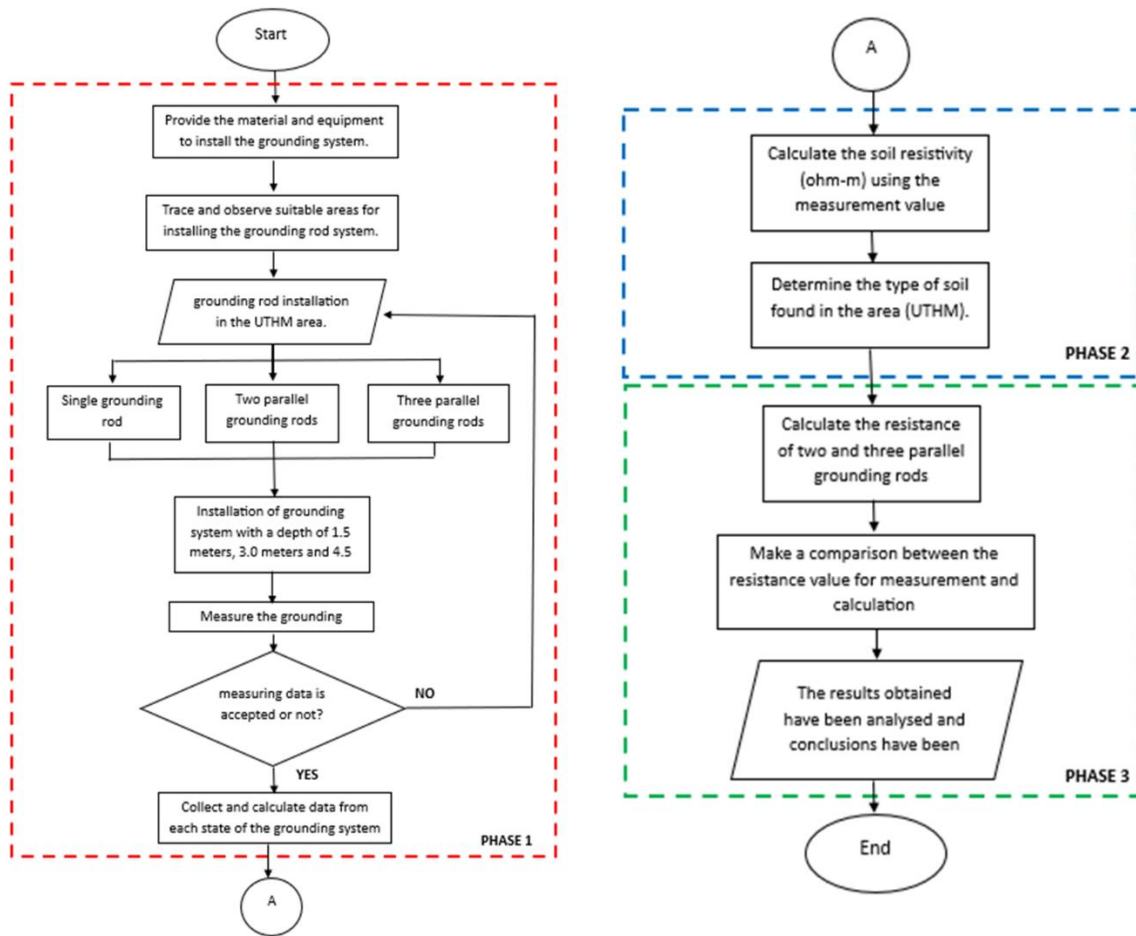 Start
Provide the material and equipment
to install the grounding system.
Trace and observe suitable areas for
installing the grounding rod system.
grounding rod installation
in the UTHM area.
Single grounding
rod
Two parallel
grounding rods
Three parallel
grounding rods
Installation of grounding
system with a depth of 1.5
meters, 3.0 meters and 4.5
Measure the grounding
measuring data is
accepted or not?
NO
YES
Collect and calculate data from
each state of the grounding system
PHASE 1
A
A
Calculate the soil resistivity
(ohm-m) using the
measurement value
Determine the type of soil
found in the area (UTHM).
PHASE 2
Calculate the resistance
of two and three parallel
grounding rods
Make a comparison between the
resistance value for measurement and
calculation
The results obtained
have been analysed and
conclusions have been
PHASE 3
End